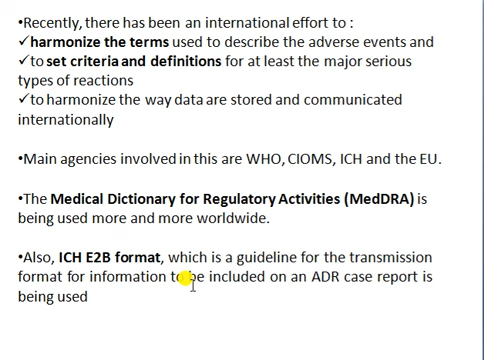 •Recently, there has been an international effort to :
✓harmonize the terms used to describe the adverse events and
✓to set criteria and definitions for at least the major serious
types of reactions
✓to harmonize the way data are stored and communicated
internationally
•Main agencies involved in this are WHO, CIOMS, ICH and the EU.
•The Medical Dictionary for Regulatory Activities (MedDRA) is
being used more and more worldwide.
•Also, ICH E2B format, which is a guideline for the transmission
format for information to be included on an ADR case report is
being used